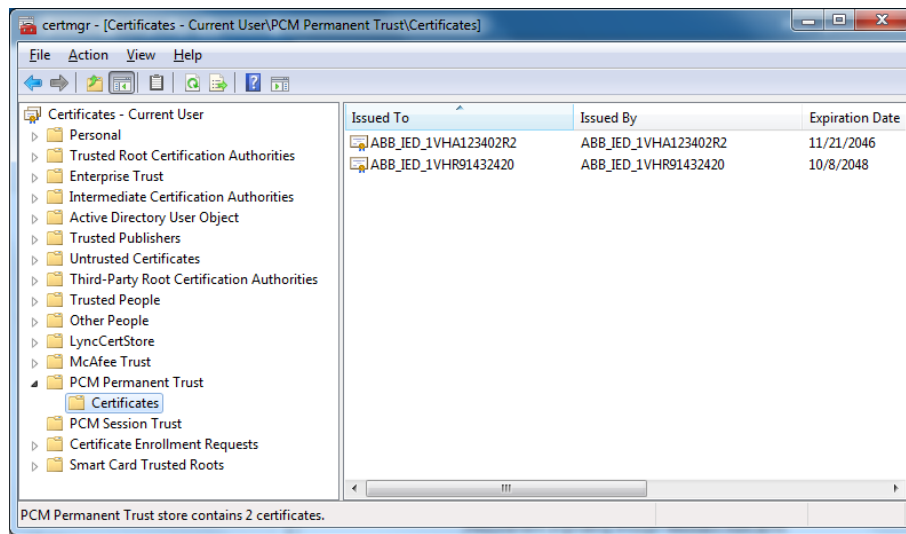 certmgr - [Certificates - Current User\PCM Permanent Trust\Certificates]
File Action View Help
Certificates - Current User
Personal
Trusted Root Certification Authorities
Enterprise Trust
Intermediate Certification Authorities
Active Directory User Object
Trusted Publishers
Untrusted Certificates
Third-Party Root Certification Authorities
Trusted People
Other People
LyncCertStore
McAfee Trust
PCM Permanent Trust
Certificates
PCM Session Trust
Certificate Enrollment Requests
Smart Card Trusted Roots
Issued To Issued By Expiration Date
ABB_IED_1VHA123402R2 ABB_IED_1VHA123402R2 11/21/2046
ABB_IED_1VHR91432420 ABB_IED_1VHR91432420 10/8/2048
PCM Permanent Trust store contains 2 certificates.